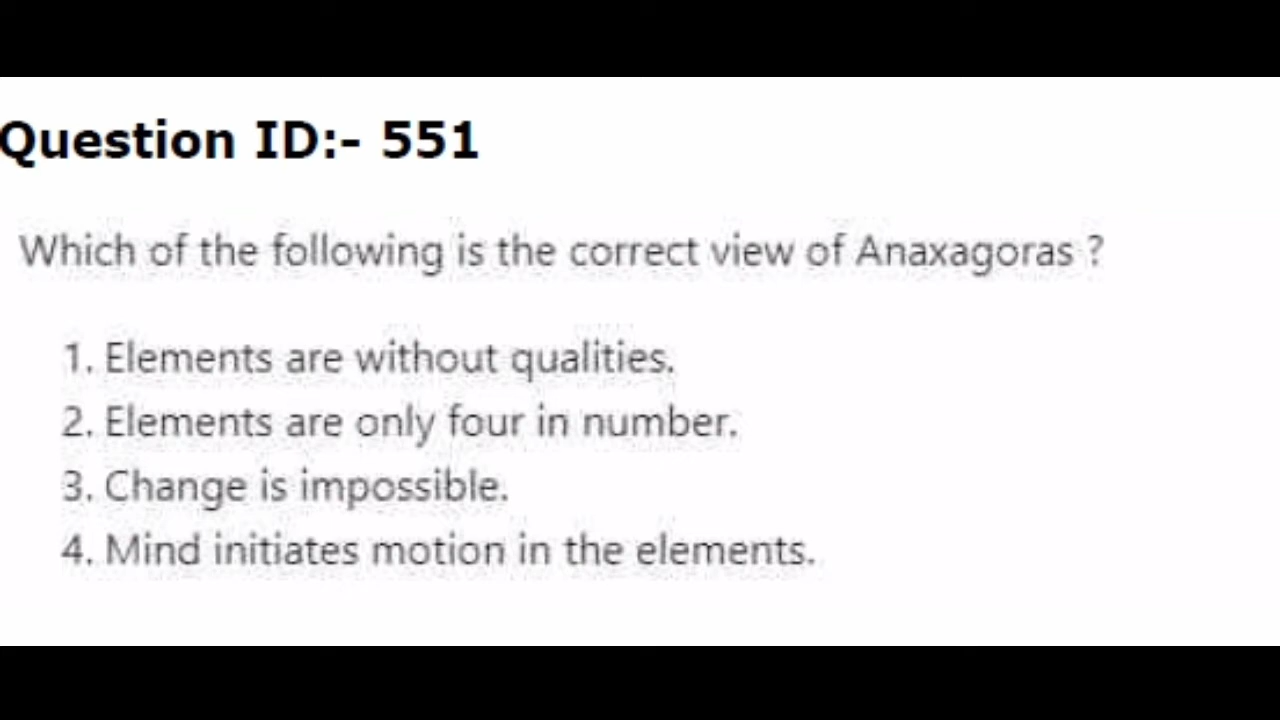 Question ID:- 551
Which of the following is the correct view of Anaxagoras ?
1. Elements are without qualities.
2. Elements are only four in number.
3. Change is impossible.
4. Mind initiates motion in the elements.